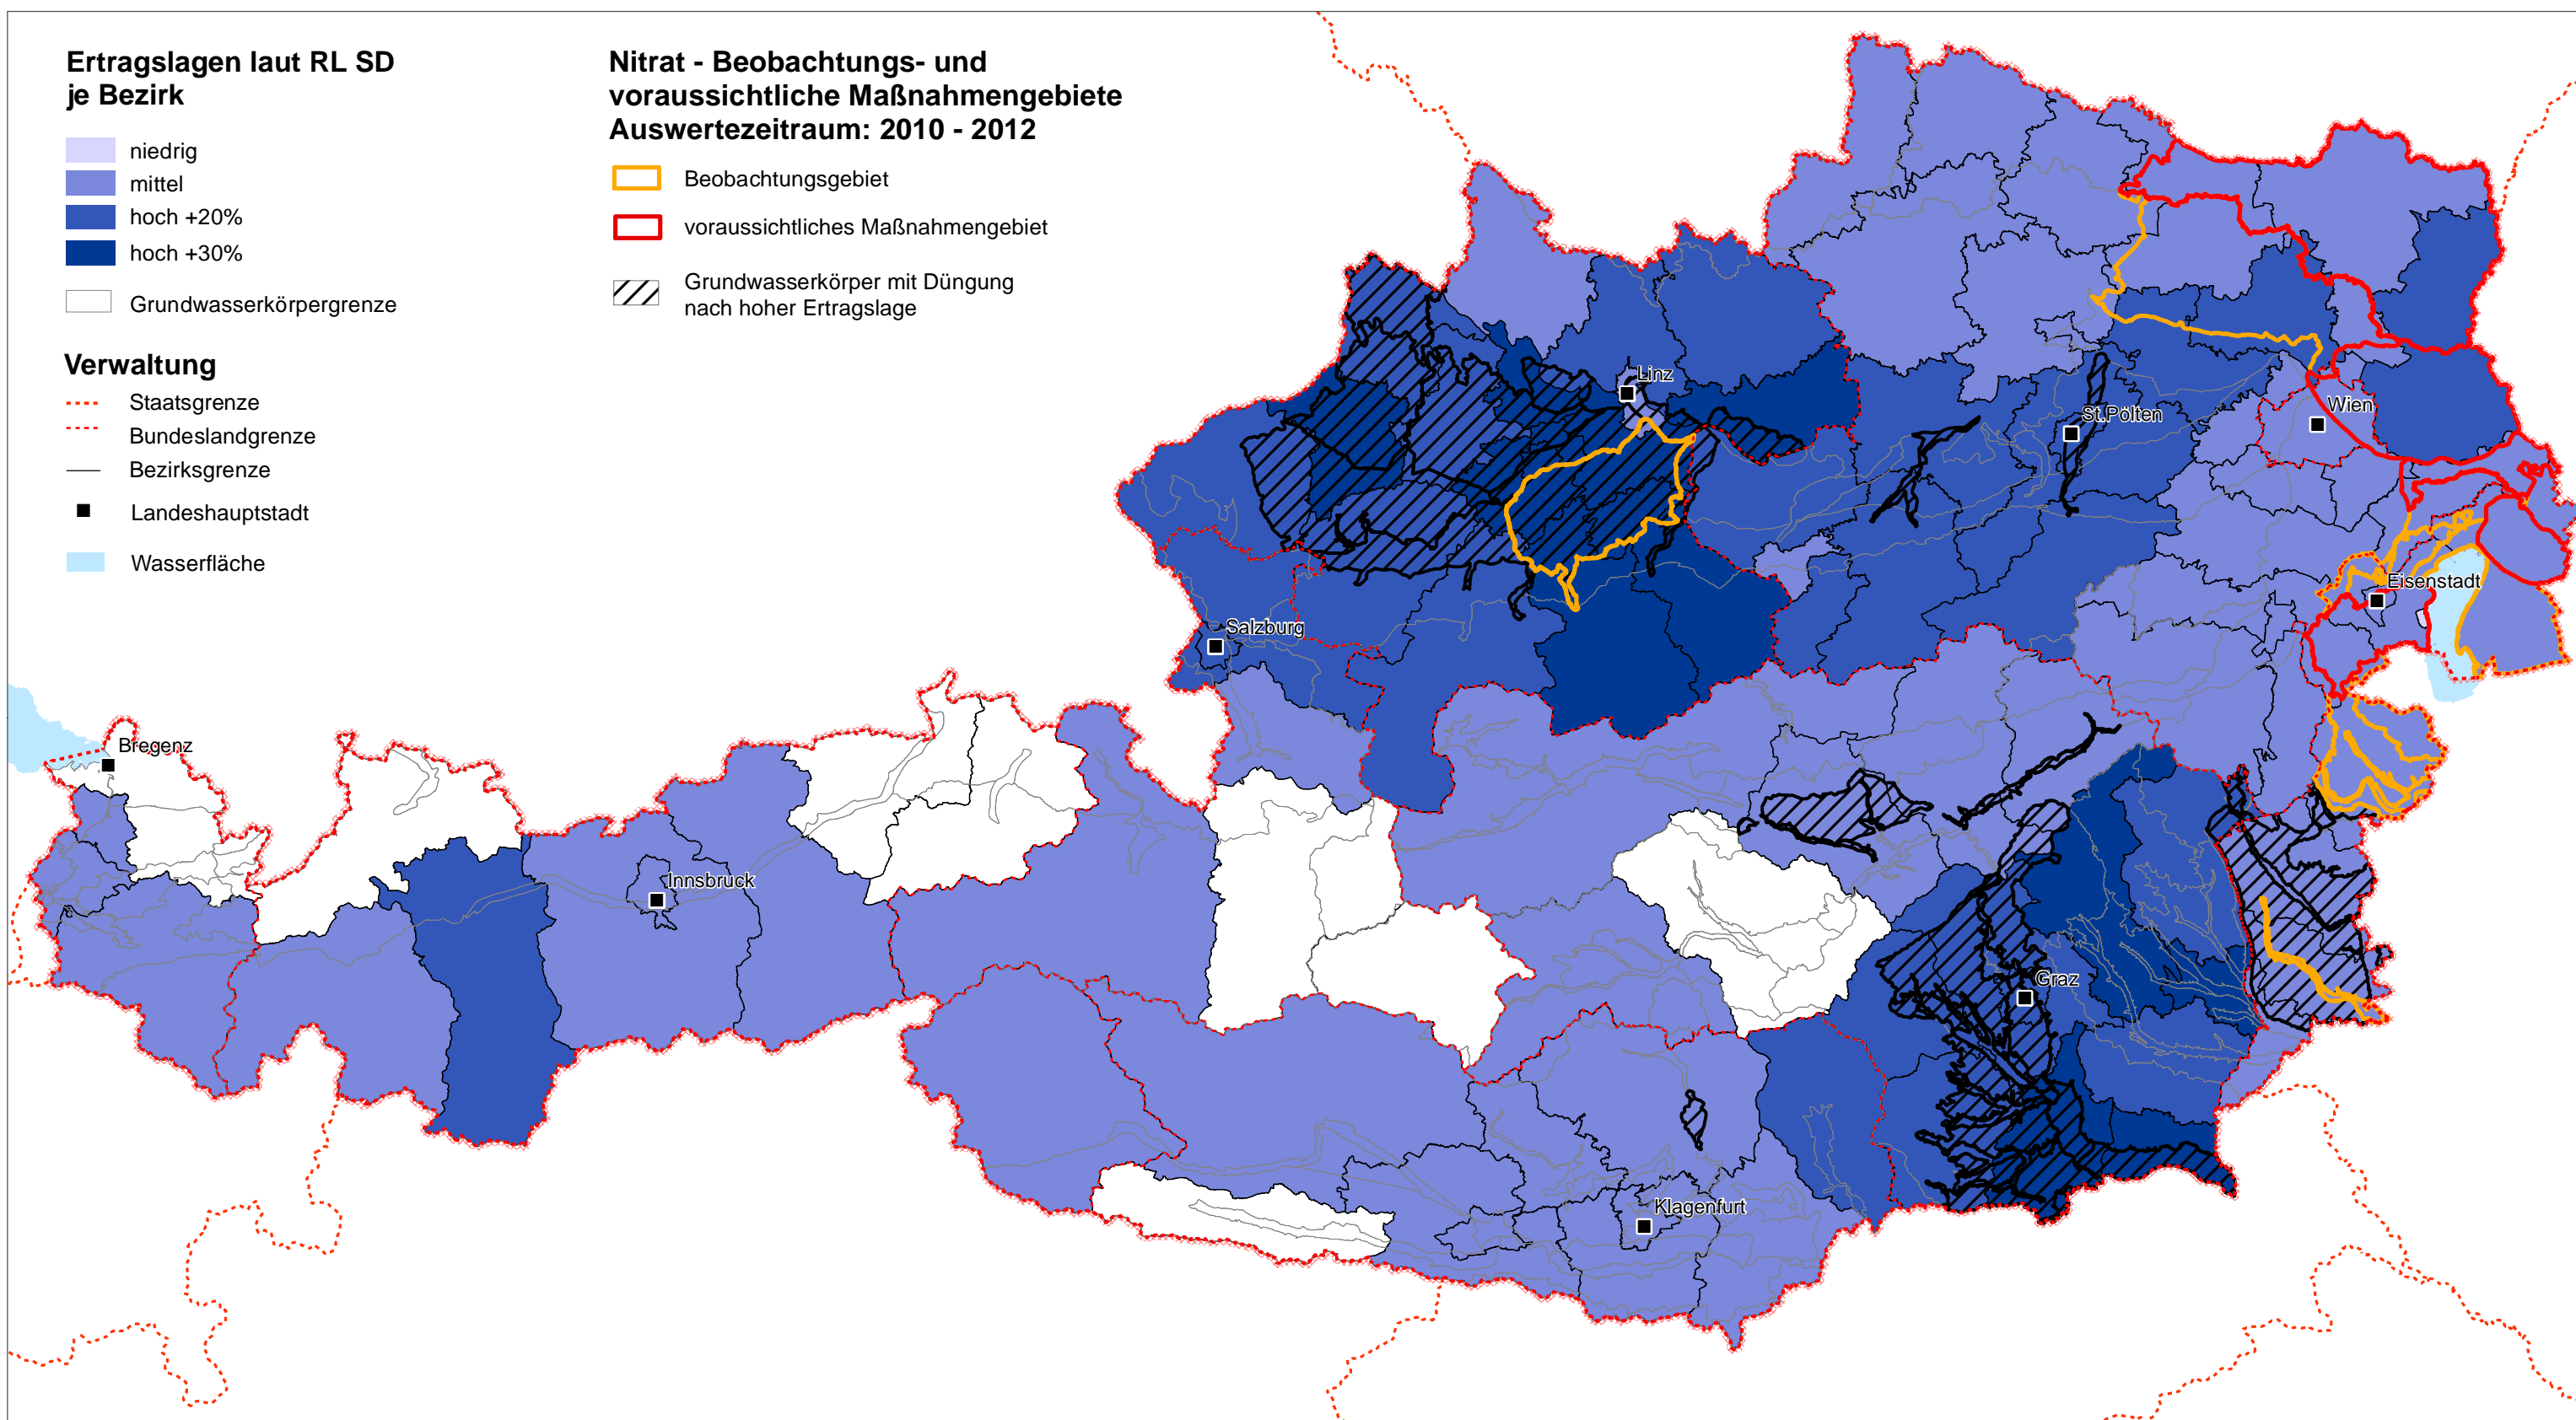 Ertragslagen laut RL SD
je Bezirk
niedrig
mittel
hoch +20%
hoch +30%
Grundwasserkörpergrenze
Verwaltung
Staatsgrenze
Bundeslandgrenze
Bezirksgrenze
Landeshauptstadt
Wasserfläche
Nitrat - Beobachtungs- und
voraussichtliche Maßnahmengebiete
Auswertezeitraum: 2010 - 2012
Beobachtungsgebiet
voraussichtliches Maßnahmengebiet
Grundwasserkörper mit Düngung
nach hoher Ertragslage
Linz
St.Pölten
Wien
Eisenstadt
Salzburg
Bregenz
Innsbruck
Graz
Klagenfurt